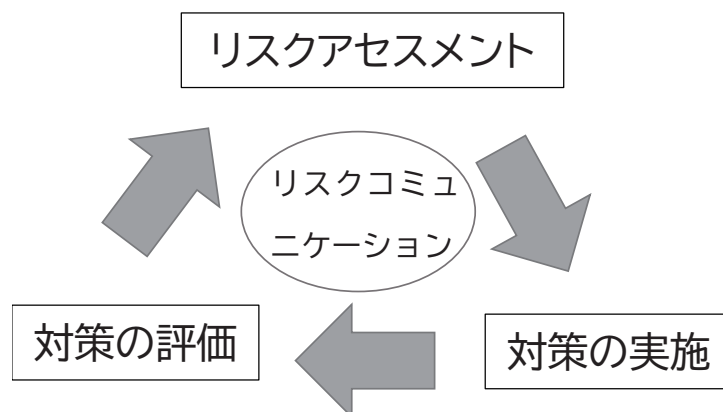 リスクアセスメント
リスクコミュ
ニケーション
対策の評価
対策の実施